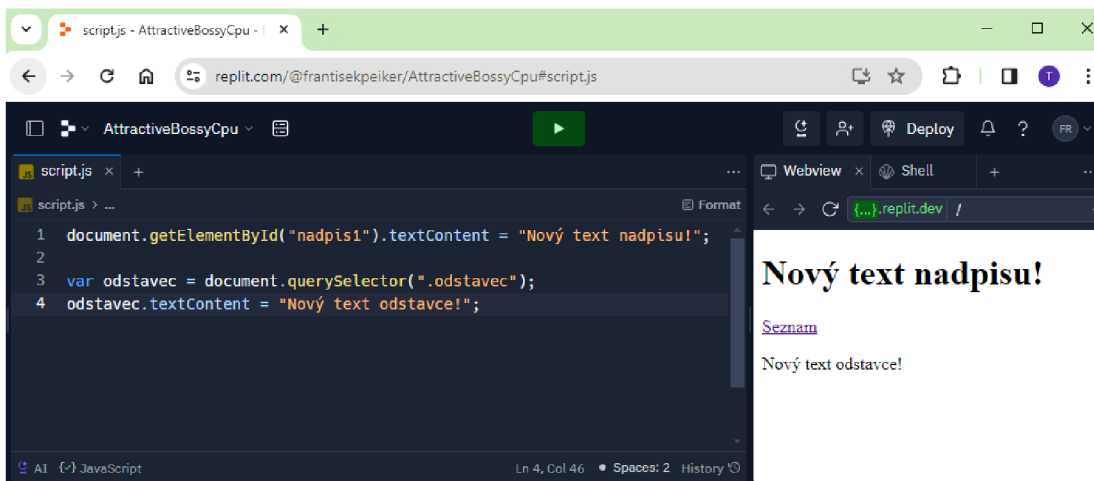 script.js - AttractiveBossyCpu -
replit.com/@frantisekpeiker/AttractiveBossyCpu#script.js
T
AttractiveBossyCpu
Deploy
?
FR
JS script.js × +
Webview × Shell +
JS script.js > ...
Format
{...}.replit.dev /
1 document.getElementById("nadpis1").textContent = "Nový text nadpisu!";
2
3 var odstavec = document.querySelector(".odstavec");
4 odstavec.textContent = "Nový text odstavce!";
Nový text nadpisu!
Seznam
Nový text odstavce!
AI {✓} JavaScript
Ln 4, Col 46 • Spaces: 2 History